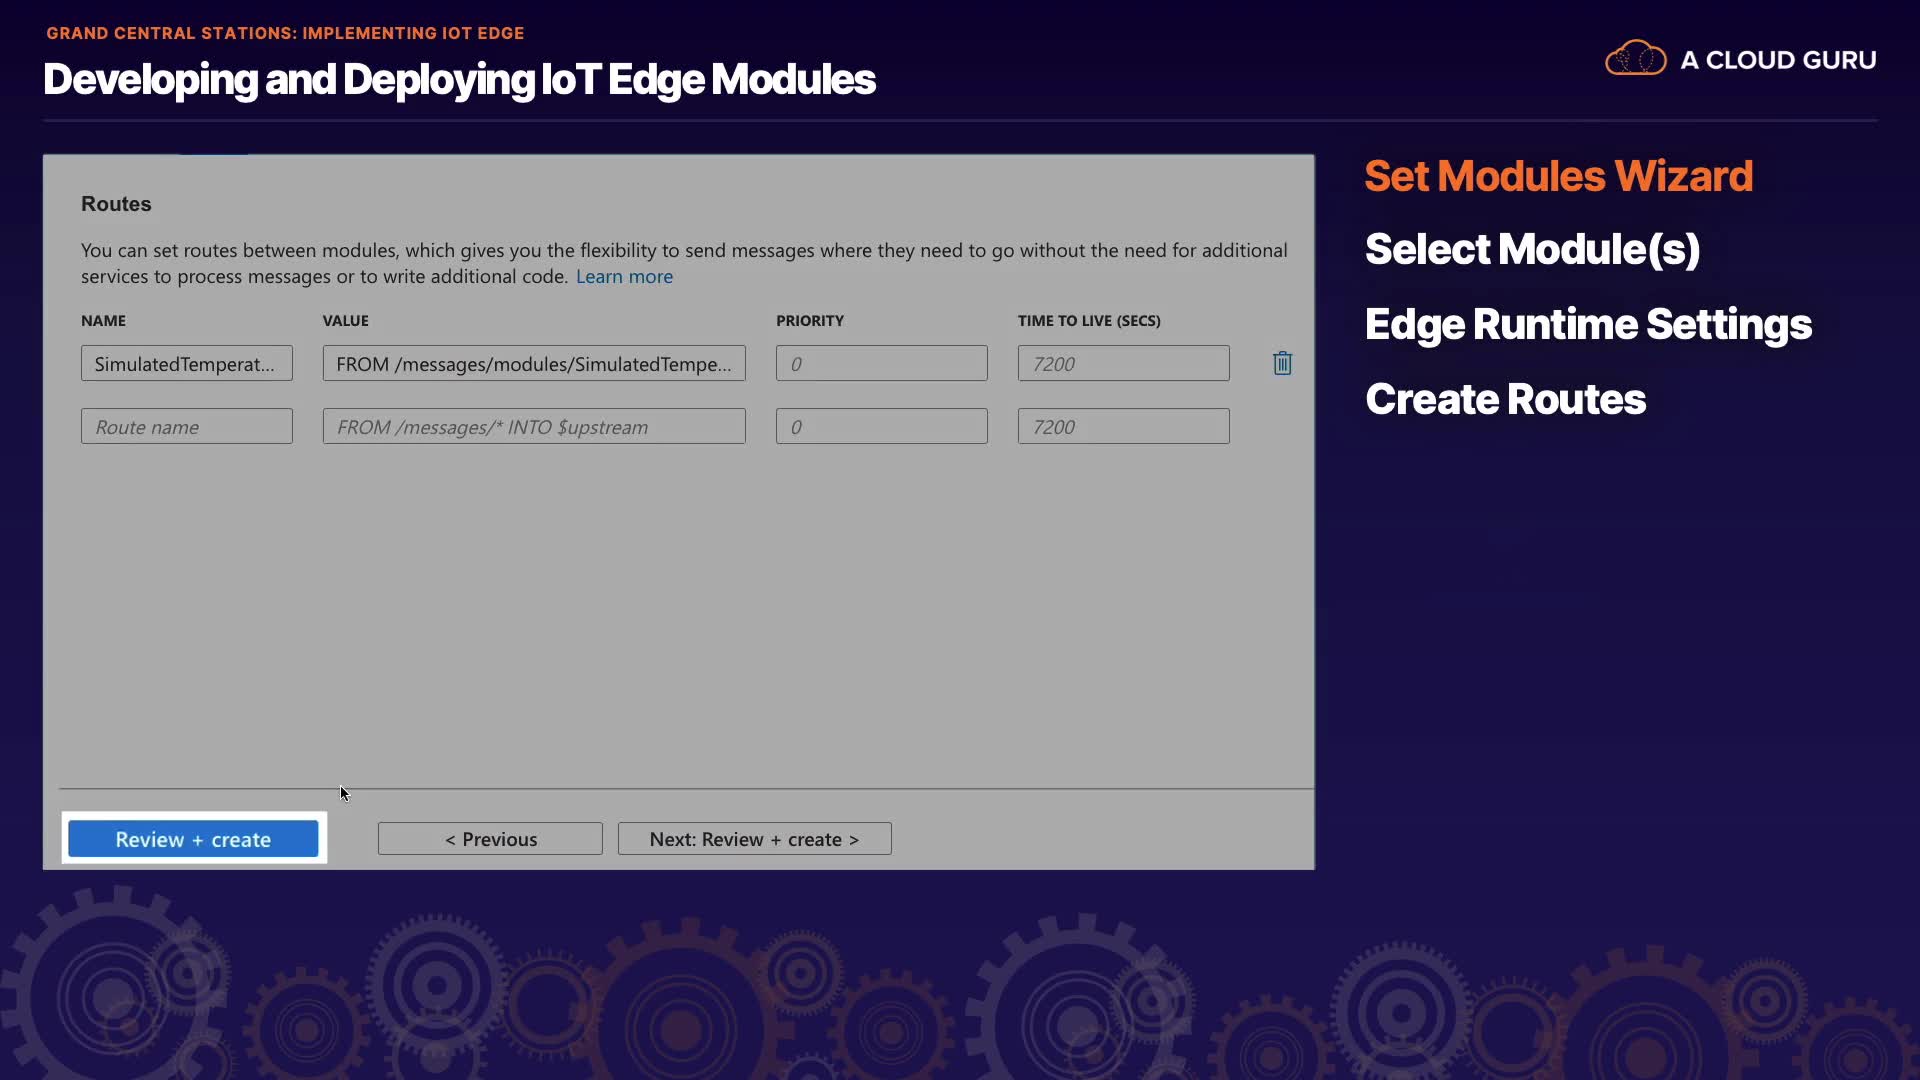 GRAND CENTRAL STATIONS: IMPLEMENTING IOT EDGE
Developing and Deploying IoT Edge Modules
A CLOUD GURU
Routes
You can set routes between modules, which gives you the flexibility to send messages where they need to go without the need for additional
services to process messages or to write additional code. Learn more
NAME VALUE PRIORITY TIME TO LIVE (SECS)
SimulatedTemperat... FROM /messages/modules/SimulatedTempe... 0 7200
Route name FROM /messages/* INTO $upstream 0 7200
Review + create < Previous Next: Review + create >
Set Modules Wizard
Select Module(s)
Edge Runtime Settings
Create Routes